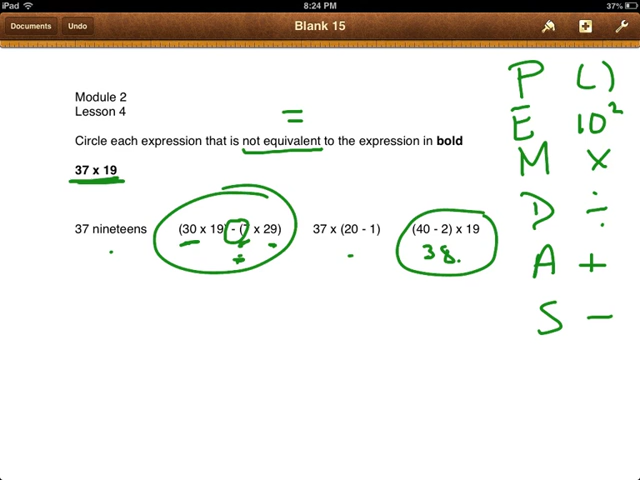 iPad 8:24 PM 37%
Documents Undo Blank 15
Module 2
Lesson 4
=
Circle each expression that is not equivalent to the expression in bold
37 x 19
37 nineteens (30 x 19) - (7 x 29) 37 x (20 - 1) (40 - 2) x 19
+ 38.
P ( )
E 10²
M x
D ÷
A +
S -